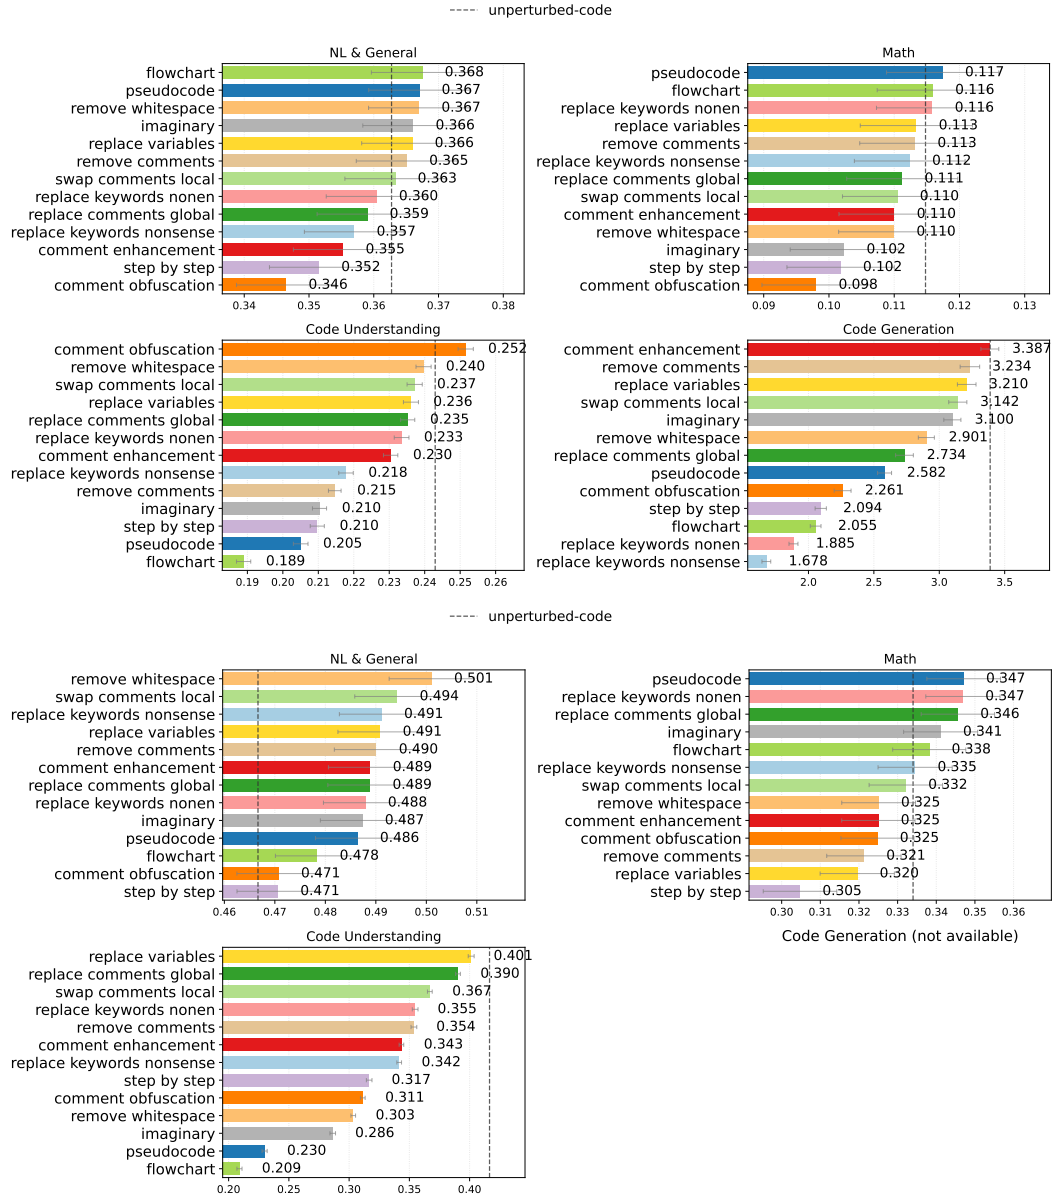 unperturbed-code
NL & General
flowchart 0.368
pseudocode 0.367
remove whitespace 0.367
imaginary 0.366
replace variables 0.366
remove comments 0.365
swap comments local 0.363
replace keywords nonen 0.360
replace comments global 0.359
replace keywords nonsense 0.357
comment enhancement 0.355
step by step 0.352
comment obfuscation 0.346
0.34 0.35 0.36 0.37 0.38
Math
pseudocode 0.117
flowchart 0.116
replace keywords nonen 0.116
replace variables 0.113
remove comments 0.113
replace keywords nonsense 0.112
replace comments global 0.111
swap comments local 0.110
comment enhancement 0.110
remove whitespace 0.110
imaginary 0.102
step by step 0.102
comment obfuscation 0.098
0.09 0.10 0.11 0.12 0.13
Code Understanding
comment obfuscation 0.252
remove whitespace 0.240
swap comments local 0.237
replace variables 0.236
replace comments global 0.235
replace keywords nonen 0.233
comment enhancement 0.230
replace keywords nonsense 0.218
remove comments 0.215
imaginary 0.210
step by step 0.210
pseudocode 0.205
flowchart 0.189
0.19 0.20 0.21 0.22 0.23 0.24 0.25 0.26
Code Generation
comment enhancement 3.387
remove comments 3.234
replace variables 3.210
swap comments local 3.142
imaginary 3.100
remove whitespace 2.901
replace comments global 2.734
pseudocode 2.582
comment obfuscation 2.261
step by step 2.094
flowchart 2.055
replace keywords nonen 1.885
replace keywords nonsense 1.678
2.0 2.5 3.0 3.5
unperturbed-code
NL & General
remove whitespace 0.501
swap comments local 0.494
replace keywords nonsense 0.491
replace variables 0.491
remove comments 0.490
comment enhancement 0.489
replace comments global 0.489
replace keywords nonen 0.488
imaginary 0.487
pseudocode 0.486
flowchart 0.478
comment obfuscation 0.471
step by step 0.471
0.46 0.47 0.48 0.49 0.50 0.51
Math
pseudocode 0.347
replace keywords nonen 0.347
replace comments global 0.346
imaginary 0.341
flowchart 0.338
replace keywords nonsense 0.335
swap comments local 0.332
remove whitespace 0.325
comment enhancement 0.325
comment obfuscation 0.325
remove comments 0.321
replace variables 0.320
step by step 0.305
0.30 0.31 0.32 0.33 0.34 0.35 0.36
Code Understanding
replace variables 0.401
replace comments global 0.390
swap comments local 0.367
replace keywords nonen 0.355
remove comments 0.354
comment enhancement 0.343
replace keywords nonsense 0.342
step by step 0.317
comment obfuscation 0.311
remove whitespace 0.303
imaginary 0.286
pseudocode 0.230
flowchart 0.209
0.20 0.25 0.30 0.35 0.40
Code Generation (not available)